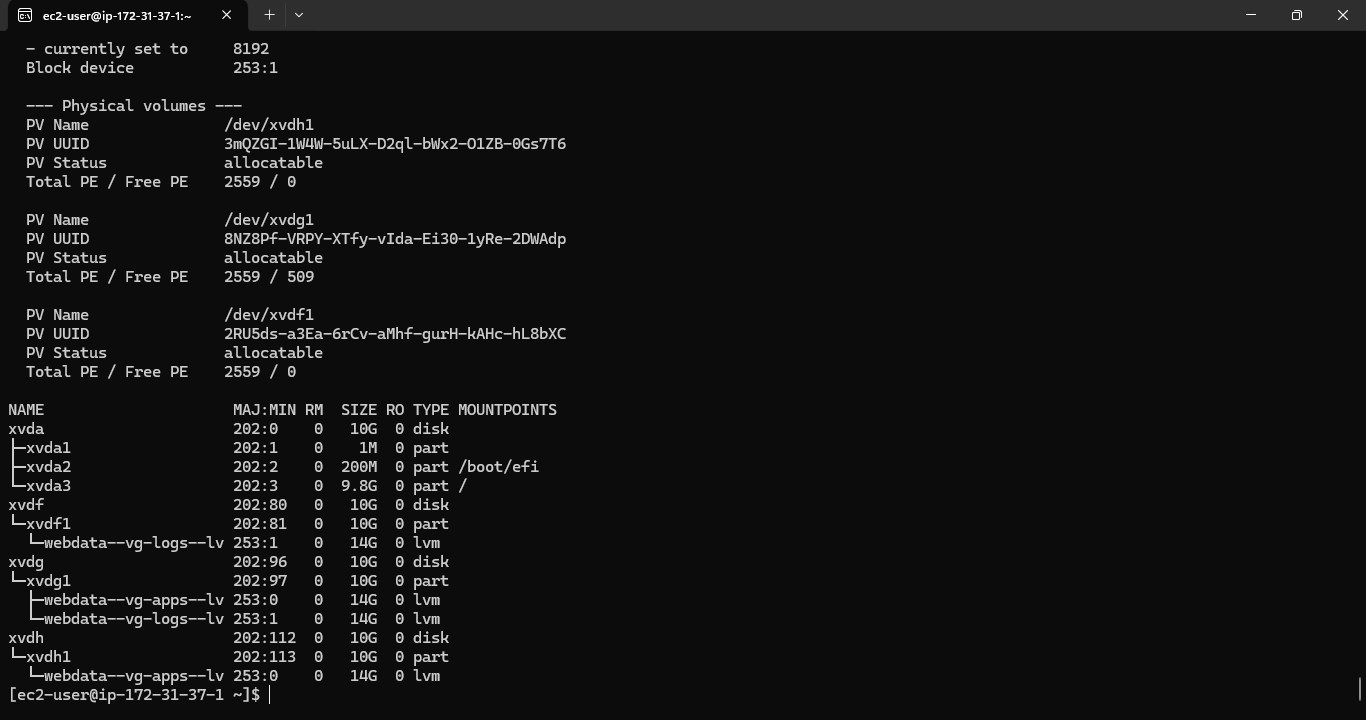 ec2-user@ip-172-31-37-1:~
- currently set to     8192
Block device           253:1
--- Physical volumes ---
PV Name               /dev/xvdh1
PV UUID               3mQZGI-1W4W-5uLX-D2ql-bWx2-O1ZB-0Gs7T6
PV Status             allocatable
Total PE / Free PE    2559 / 0
PV Name               /dev/xvdg1
PV UUID               8NZ8Pf-VRPY-XTfy-vIda-Ei30-1yRe-2DWAdp
PV Status             allocatable
Total PE / Free PE    2559 / 509
PV Name               /dev/xvdf1
PV UUID               2RU5ds-a3Ea-6rCv-aMhf-gurH-kAHc-hL8bXC
PV Status             allocatable
Total PE / Free PE    2559 / 0
NAME                     MAJ:MIN RM  SIZE RO TYPE MOUNTPOINTS
xvda                     202:0    0   10G  0 disk
├─xvda1                  202:1    0    1M  0 part
├─xvda2                  202:2    0  200M  0 part /boot/efi
└─xvda3                  202:3    0  9.8G  0 part /
xvdf                     202:80   0   10G  0 disk
└─xvdf1                  202:81   0   10G  0 part
  └─webdata--vg-logs--lv 253:1    0   14G  0 lvm
xvdg                     202:96   0   10G  0 disk
└─xvdg1                  202:97   0   10G  0 part
  ├─webdata--vg-apps--lv 253:0    0   14G  0 lvm
  └─webdata--vg-logs--lv 253:1    0   14G  0 lvm
xvdh                     202:112  0   10G  0 disk
└─xvdh1                  202:113  0   10G  0 part
  └─webdata--vg-apps--lv 253:0    0   14G  0 lvm
[ec2-user@ip-172-31-37-1 ~]$